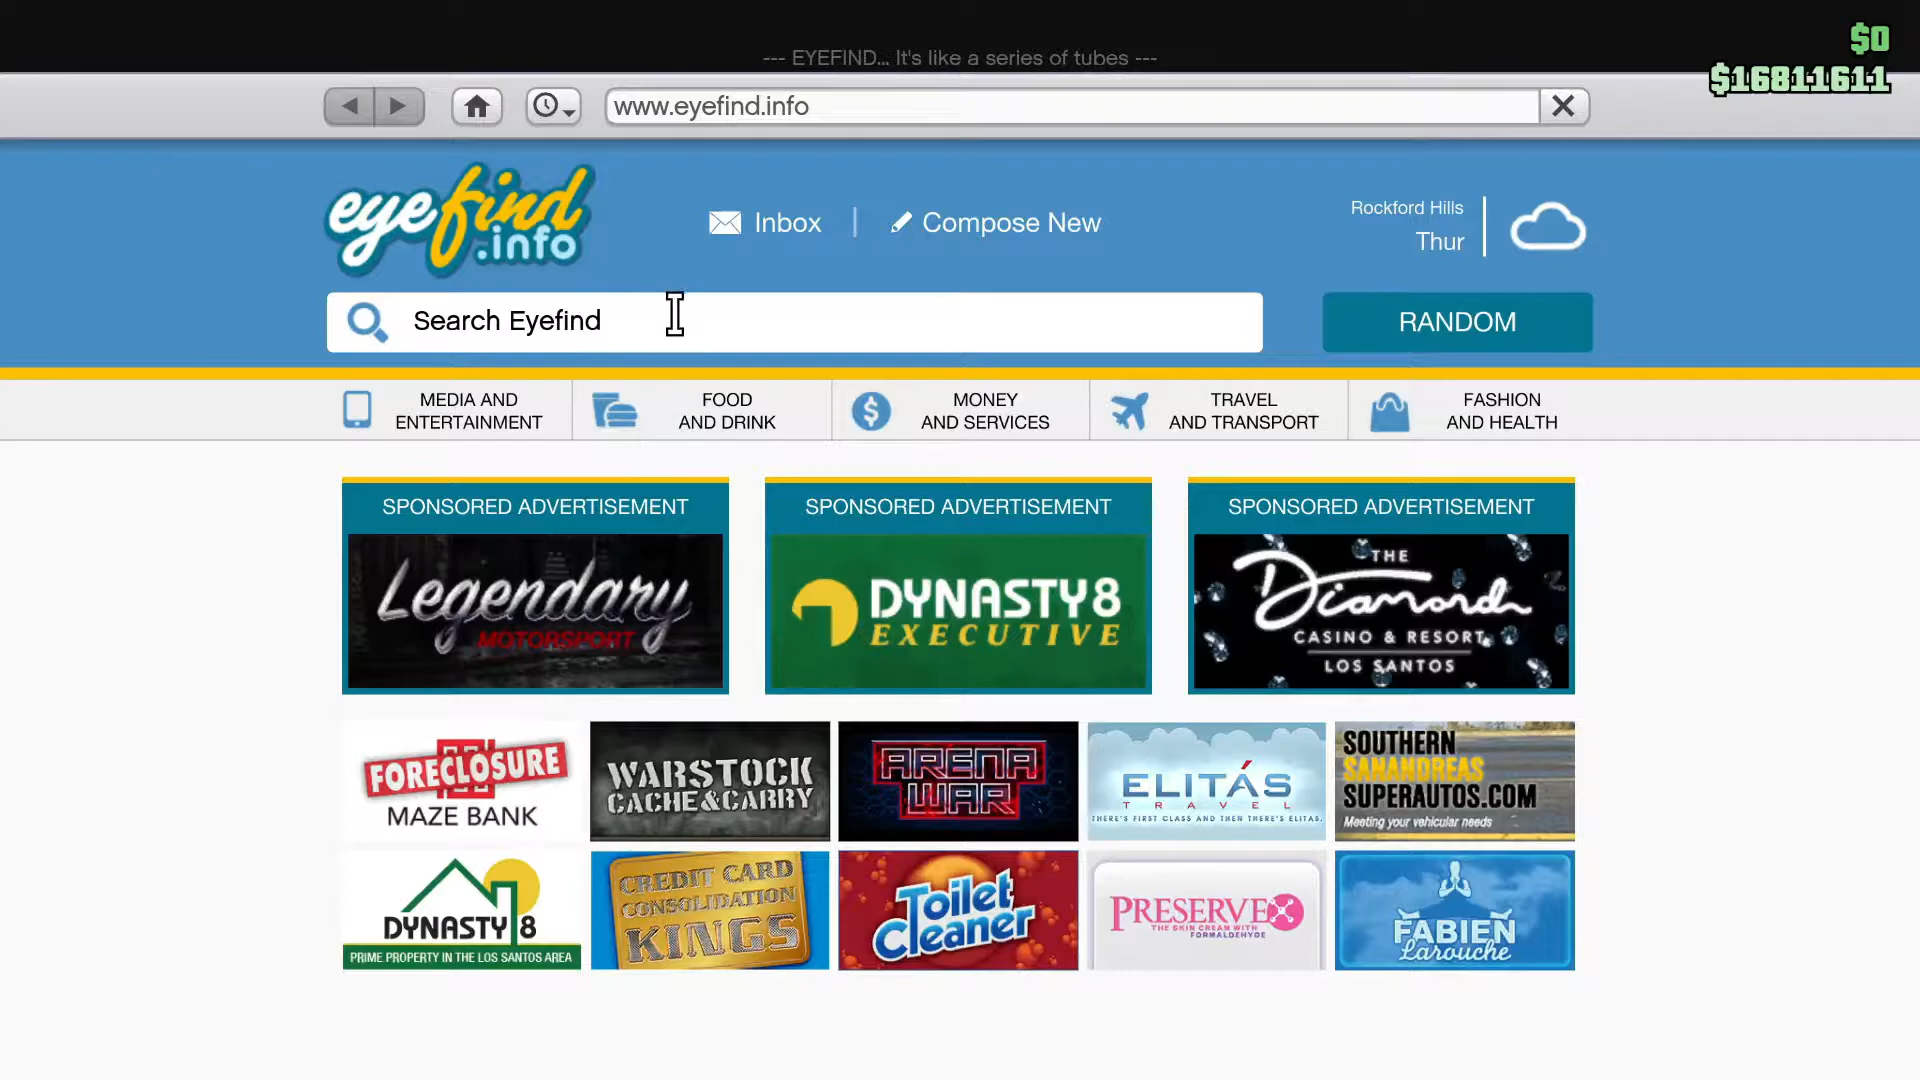 --- EYEFIND... It's like a series of tubes ---
$0
$16811611
www.eyefind.info
eyefind
.info
Inbox
Compose New
Rockford Hills
Thur
Search Eyefind
RANDOM
MEDIA AND
ENTERTAINMENT
FOOD
AND DRINK
MONEY
AND SERVICES
TRAVEL
AND TRANSPORT
FASHION
AND HEALTH
SPONSORED ADVERTISEMENT
Legendary
MOTORSPORT
SPONSORED ADVERTISEMENT
DYNASTY8
EXECUTIVE
SPONSORED ADVERTISEMENT
THE
Diamond
CASINO & RESORT
LOS SANTOS
FORECLOSURE
MAZE BANK
WARSTOCK
CACHE&CARRY
ARENA
WAR
ELITÁS
TRAVEL
THERE'S FIRST CLASS AND THEN THERE'S ELITAS.
SOUTHERN
SANANDREAS
SUPERAUTOS.COM
Meeting your vehicular needs
DYNASTY 8
PRIME PROPERTY IN THE LOS SANTOS AREA
CREDIT CARD
CONSOLIDATION
KINGS
Toilet
Cleaner
PRESERVEX
THE SKIN CREAM WITH
FORMALDEHYDE
FABIEN
Larouche